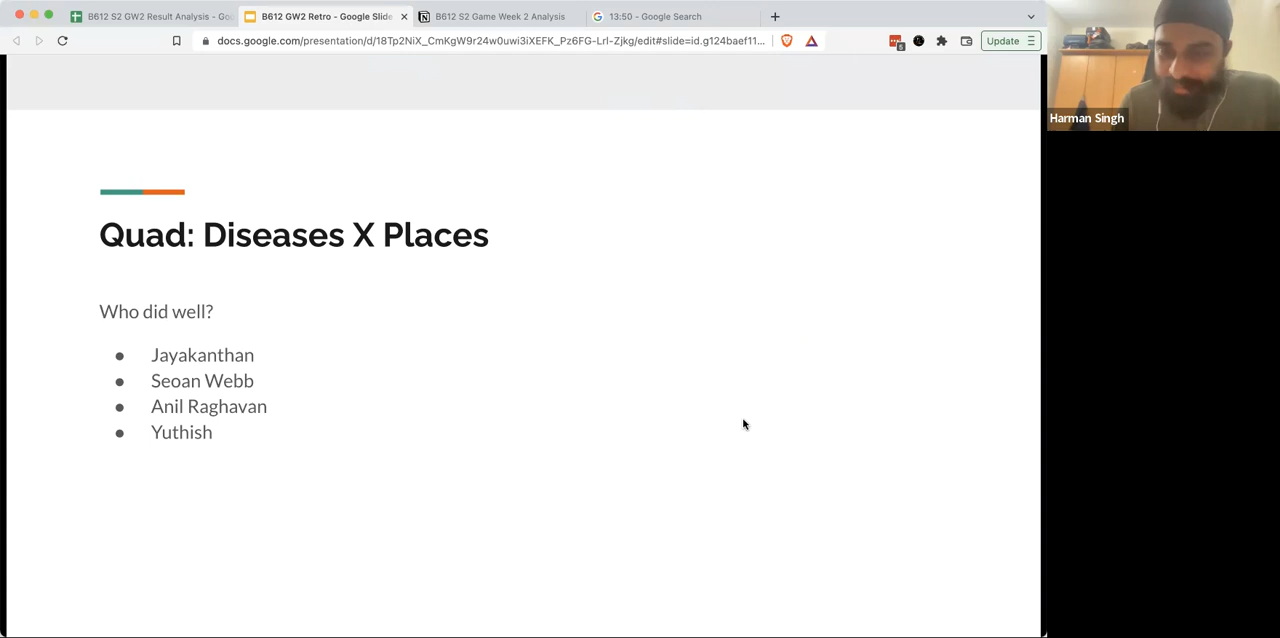 B612 S2 GW2 Result Analysis - Go
B612 GW2 Retro - Google Slide
B612 S2 Game Week 2 Analysis
13:50 - Google Search
docs.google.com/presentation/d/18Tp2NiX_CmKgW9r24w0uwi3iXEFK_Pz6FG-LrI-Zjkg/edit#slide=id.g124baef11...
Update
Harman Singh
Quad: Diseases X Places
Who did well?
● Jayakanthan
● Seoan Webb
● Anil Raghavan
● Yuthish